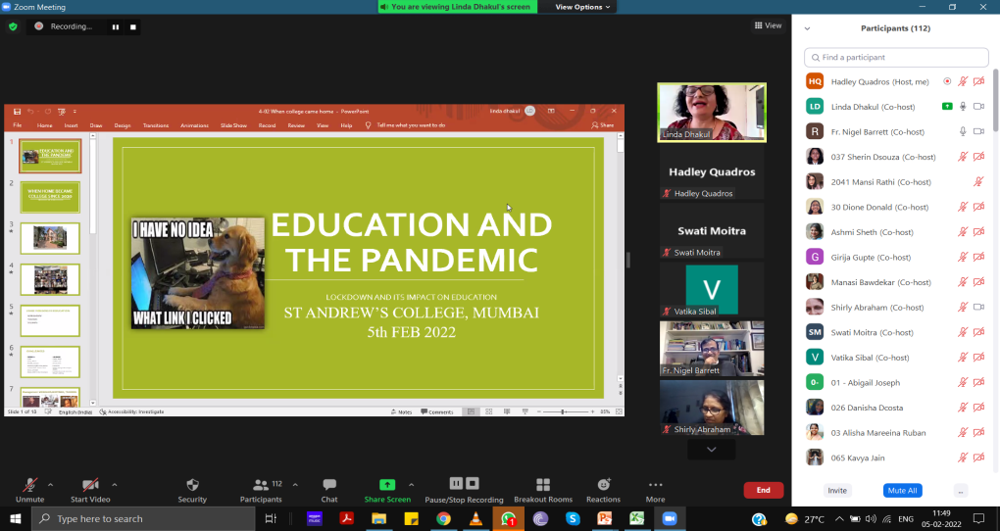 Zoom Meeting
You are viewing Linda Dhakul's screen
View Options
Recording...
View
4-02 When college came home - PowerPoint
linda dhakul
File Home Insert Draw Design Transitions Animations Slide Show Record Review View Help Tell me what you want to do
Share
1
EDUCATION AND
THE PANDEMIC
2
WHEN HOME BECAME
COLLEGE SINCE 2020
3
4
5
6
7
I HAVE NO IDEA
WHAT LINK I CLICKED
EDUCATION AND
THE PANDEMIC
LOCKDOWN AND ITS IMPACT ON EDUCATION
ST ANDREW'S COLLEGE, MUMBAI
5th FEB 2022
Slide 1 of 13 English (India) Accessibility: Investigate
Notes Comments 83%
Linda Dhakul
Hadley Quadros
Hadley Quadros
Swati Moitra
Swati Moitra
V
Vatika Sibal
Fr. Nigel Barrett
Shirly Abraham
Participants (112)
Find a participant
HQ Hadley Quadros (Host, me)
LD Linda Dhakul (Co-host)
R Fr. Nigel Barrett (Co-host)
037 Sherin Dsouza (Co-host)
2041 Mansi Rathi (Co-host)
30 Dione Donald (Co-host)
Ashmi Sheth (Co-host)
G Girija Gupte (Co-host)
Manasi Bawdekar (Co-host)
Shirly Abraham (Co-host)
SM Swati Moitra (Co-host)
V Vatika Sibal (Co-host)
0- 01 - Abigail Joseph
026 Danisha Dcosta
03 Alisha Mareeina Ruban
065 Kavya Jain
Invite Mute All ...
Unmute
Start Video
Security
112
Participants
Chat
Share Screen
Pause/Stop Recording
Breakout Rooms
Reactions
More
End
Type here to search
1
27°C
ENG
11:49
05-02-2022